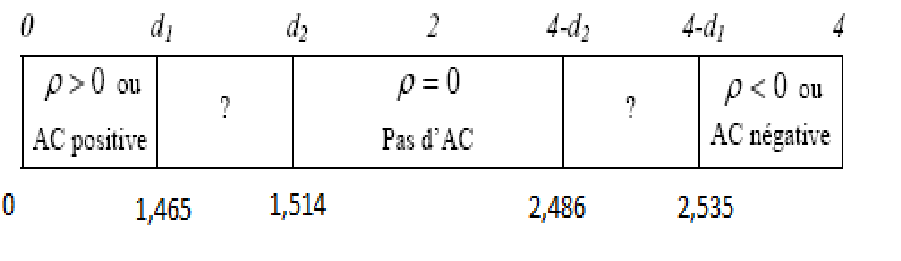 0 d₁ d₂ 2 4-d₂ 4-d₁ 4
ρ > 0 ou ? ρ = 0 ? ρ < 0 ou
AC positive Pas d'AC AC négative
0 1,465 1,514 2,486 2,535